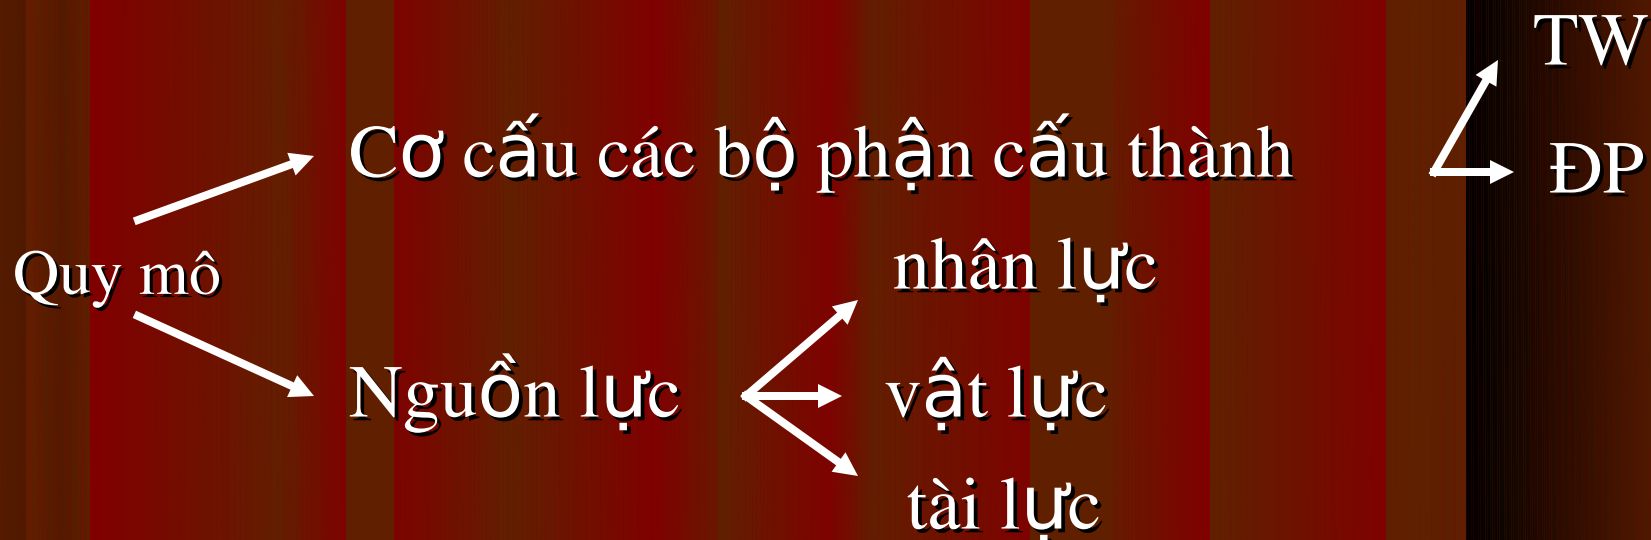 TW
Cơ cấu các bộ phận cấu thành
ĐP
nhân lực
Quy mô
Nguồn lực
vật lực
tài lực